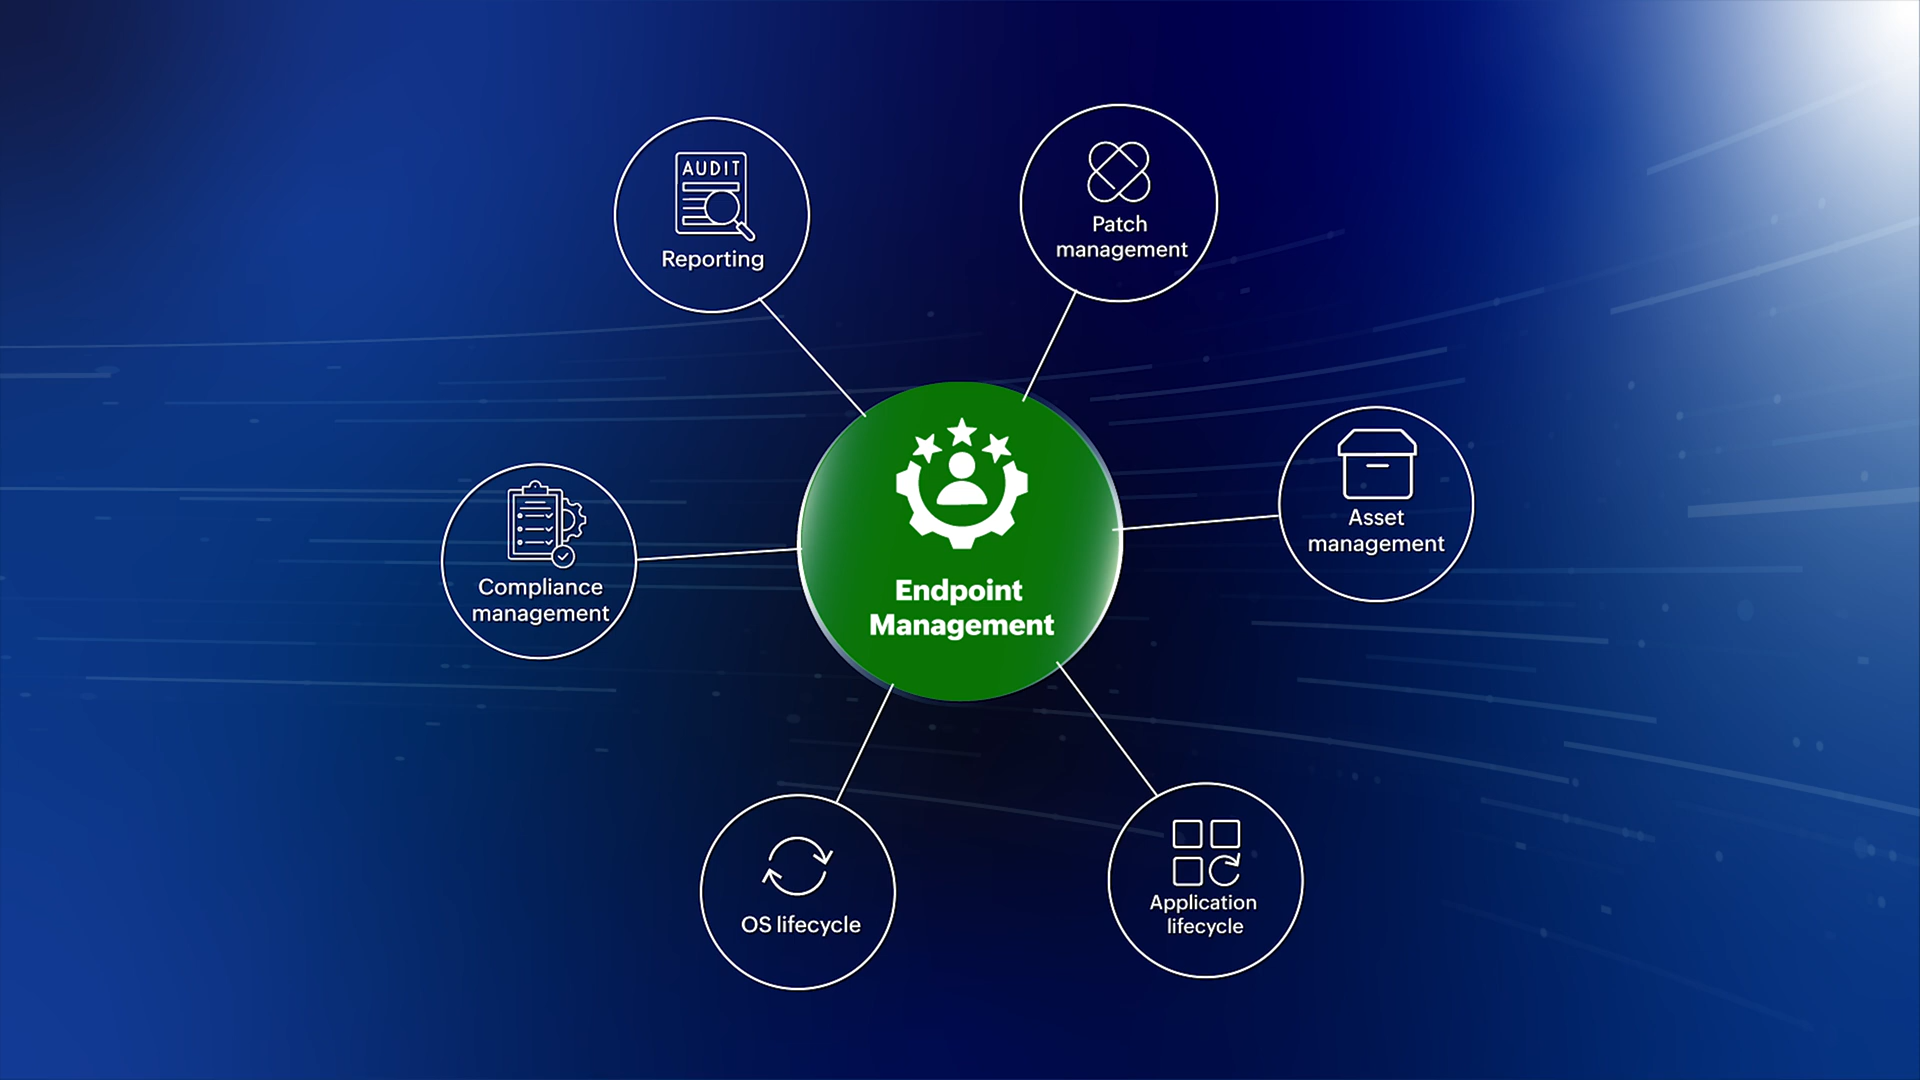 AUDIT
Reporting
Patch
management
Compliance
management
Endpoint
Management
Asset
management
OS lifecycle
Application
lifecycle